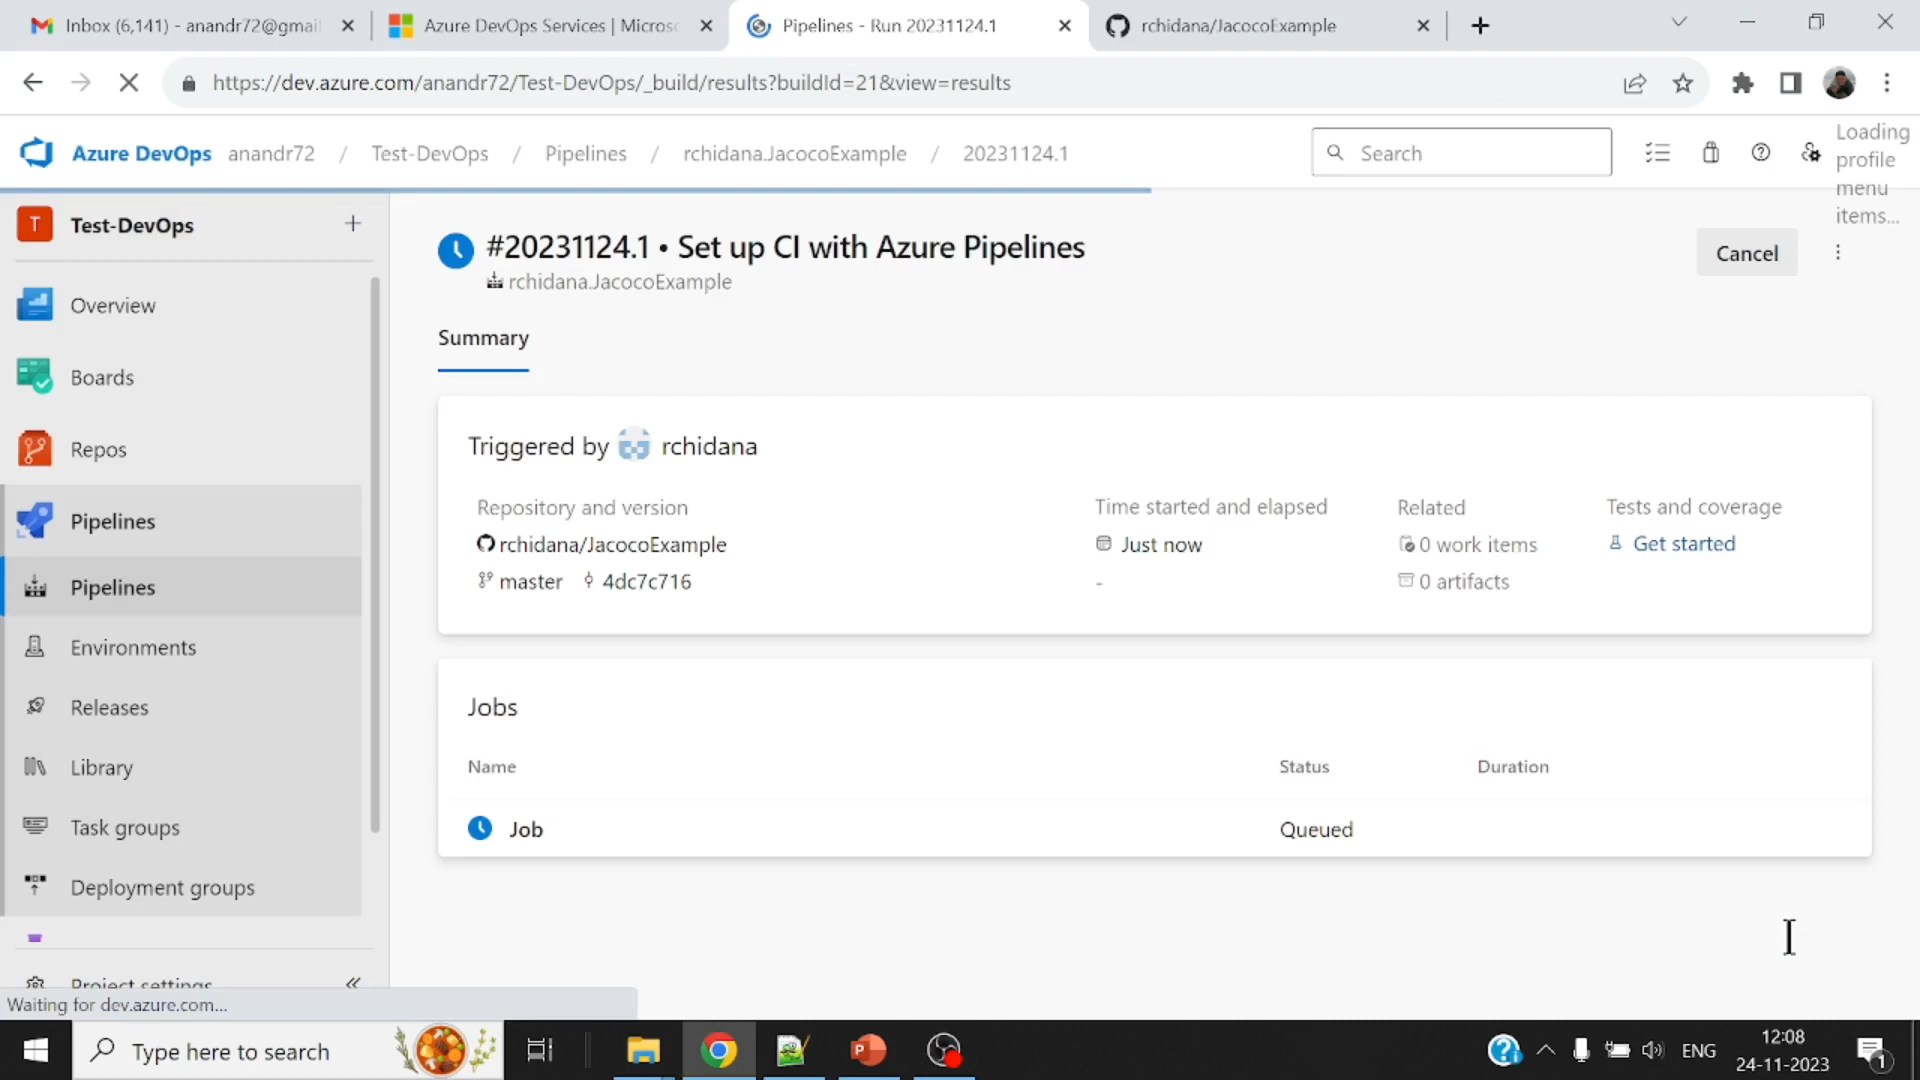 Inbox (6,141) - anandr72@gmail
Azure DevOps Services | Microso
Pipelines - Run 20231124.1
rchidana/JacocoExample
https://dev.azure.com/anandr72/Test-DevOps/_build/results?buildId=21&view=results
Azure DevOps anandr72 / Test-DevOps / Pipelines / rchidana.JacocoExample / 20231124.1
Search
Loading
profile
menu
items...
T Test-DevOps
Overview
Boards
Repos
Pipelines
Pipelines
Environments
Releases
Library
Task groups
Deployment groups
Project settings
#20231124.1 • Set up CI with Azure Pipelines
rchidana.JacocoExample
Cancel
Summary
Triggered by rchidana
Repository and version
rchidana/JacocoExample
master 4dc7c716
Time started and elapsed
Just now
-
Related
0 work items
0 artifacts
Tests and coverage
Get started
Jobs
Name Status Duration
Job Queued
Waiting for dev.azure.com...
Type here to search
P
ENG
12:08
24-11-2023
1